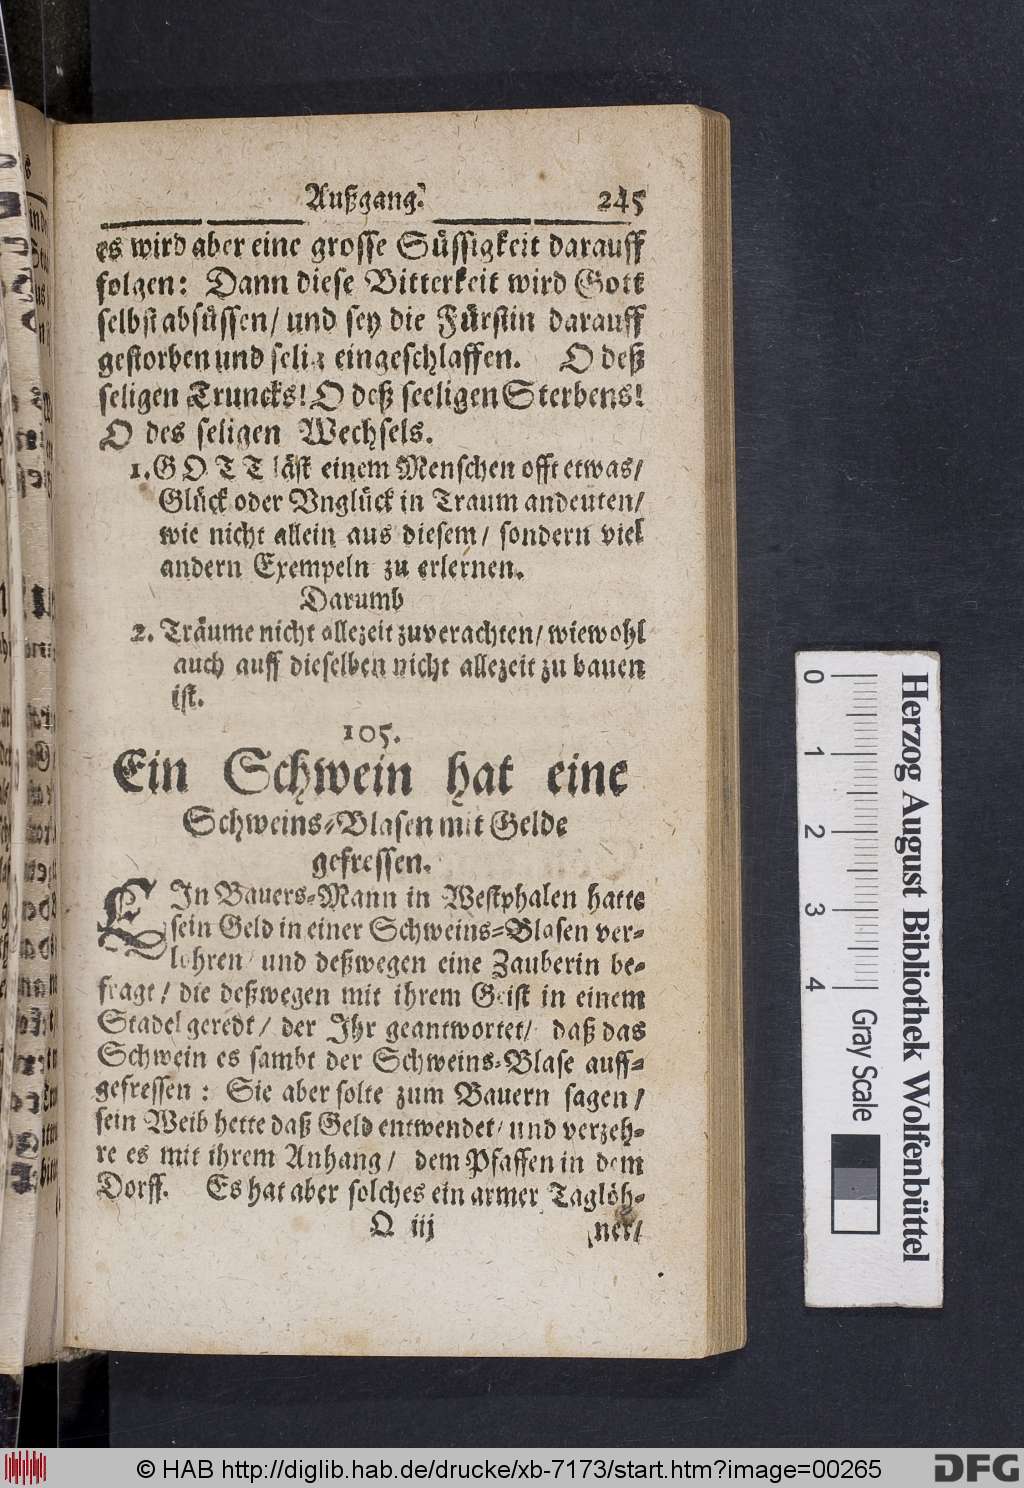 Außgang. 245
es wird aber eine grosse Süssigkeit darauff
folgen: Dann diese Bitterkeit wird Gott
selbst absüssen/ und sey die Fürstin darauff
gestorben und selig eingeschlaffen. O deß
seligen Truncks! O deß seeligen Sterbens!
O des seligen Wechsels.
1. GOTT läst einem Menschen offt etwas/
Glück oder Vnglück in Traum andeuten/
wie nicht allein aus diesem/ sondern viel
andern Exempeln zu erlernen.
Darumb
2. Träume nicht allezeit zuverachten/ wiewohl
auch auff dieselben nicht allezeit zu bauen
ist.
105.
Ein Schwein hat eine
Schweins-Blasen mit Gelde
gefressen.
EIn Bauers-Mann in Westphalen hatte
sein Geld in einer Schweins-Blasen ver-
lohren/ und deßwegen eine Zauberin be-
fragt/ die deßwegen mit ihrem Geist in einem
Stadel geredt/ der Ihr geantwortet/ daß das
Schwein es sambt der Schweins-Blase auff-
gefressen: Sie aber solte zum Bauern sagen/
sein Weib hette daß Geld entwendet/ und verzeh-
re es mit ihrem Anhang/ dem Pfaffen in dem
Dorff. Es hat aber solches ein armer Taglöh-
Q iij ner/
0 1 2 3 4
Gray Scale
Herzog August Bibliothek Wolfenbüttel
© HAB http://diglib.hab.de/drucke/xb-7173/start.htm?image=00265
DFG